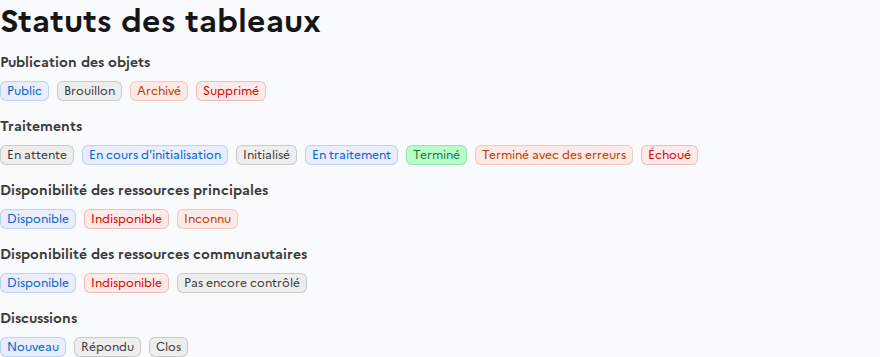 Statuts des tableaux
Publication des objets
Public Brouillon Archivé Supprimé
Traitements
En attente En cours d'initialisation Initialisé En traitement Terminé Terminé avec des erreurs Échoué
Disponibilité des ressources principales
Disponible Indisponible Inconnu
Disponibilité des ressources communautaires
Disponible Indisponible Pas encore contrôlé
Discussions
Nouveau Répondu Clos